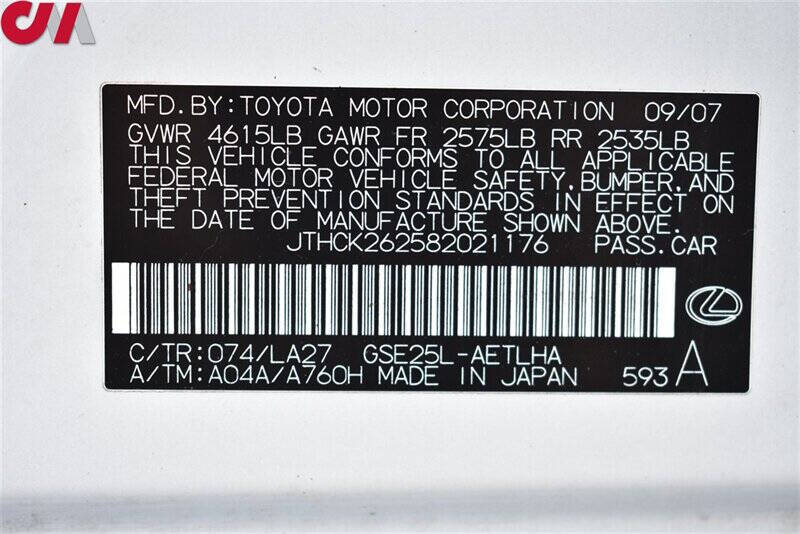 MFD.BY:TOYOTA MOTOR CORPORATION 09/07
GVWR 4615LB GAWR FR 2575LB RR 2535LB
THIS VEHICLE CONFORMS TO ALL APPLICABLE
FEDERAL MOTOR VEHICLE SAFETY,BUMPER,AND
THEFT PREVENTION STANDARDS IN EFFECT ON
THE DATE OF MANUFACTURE SHOWN ABOVE.
JTHCK262582021176 PASS.CAR
C/TR:074/LA27 GSE25L-AETLHA
A/TM:A04A/A760H MADE IN JAPAN 593 A